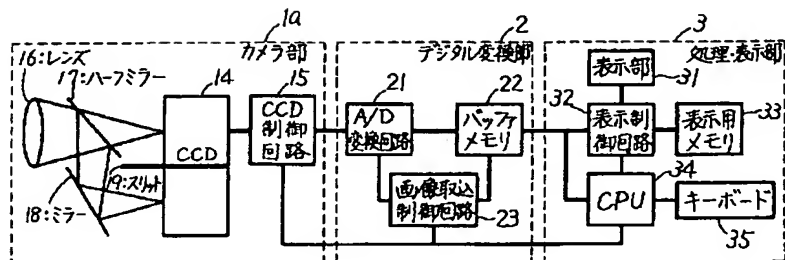 1a
カメラ部
16:レンズ
17:ハーフミラー
14
CCD
15
CCD
制御
回路
19:スリット
18:ミラー
2
デジタル変換部
21
A/D
変換回路
22
バッファ
メモリ
画像取込
制御回路
23
3
処理・表示部
表示部
31
32
表示制
御回路
表示用
メモリ
33
34
CPU
キーボード
35